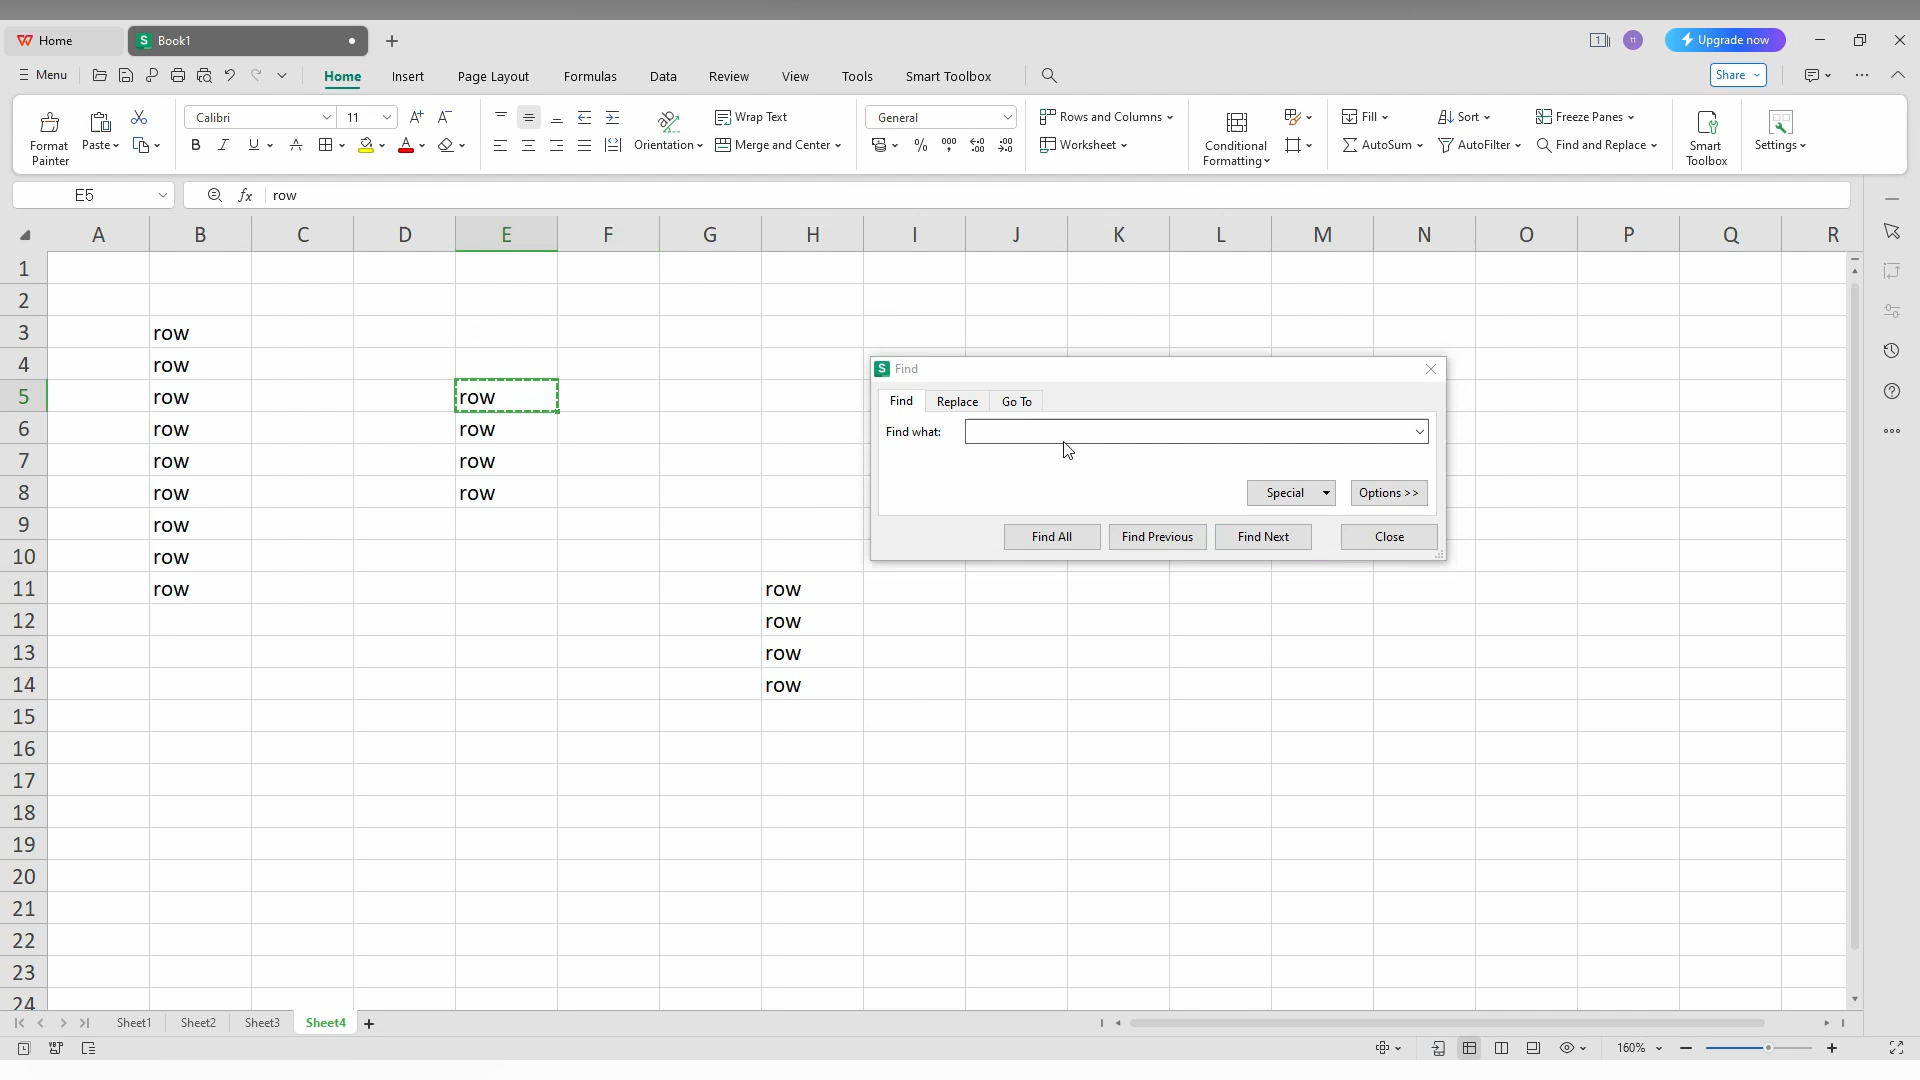 Home
Book1
Upgrade now
Menu
Home Insert Page Layout Formulas Data Review View Tools Smart Toolbox
Share
Format Painter
Paste
Calibri
11
Orientation
Wrap Text
Merge and Center
General
Rows and Columns
Worksheet
Conditional Formatting
Fill
AutoSum
Sort
AutoFilter
Freeze Panes
Find and Replace
Smart Toolbox
Settings
E5
fx
row
A B C D E F G H I J K L M N O P Q R
1
2
3 row
4 row
5 row row
6 row row
7 row row
8 row row
9 row
10 row
11 row row
12 row
13 row
14 row
15
16
17
18
19
20
21
22
23
24
Find
Find Replace Go To
Find what:
Special Options >>
Find All Find Previous Find Next Close
Sheet1 Sheet2 Sheet3 Sheet4
160%